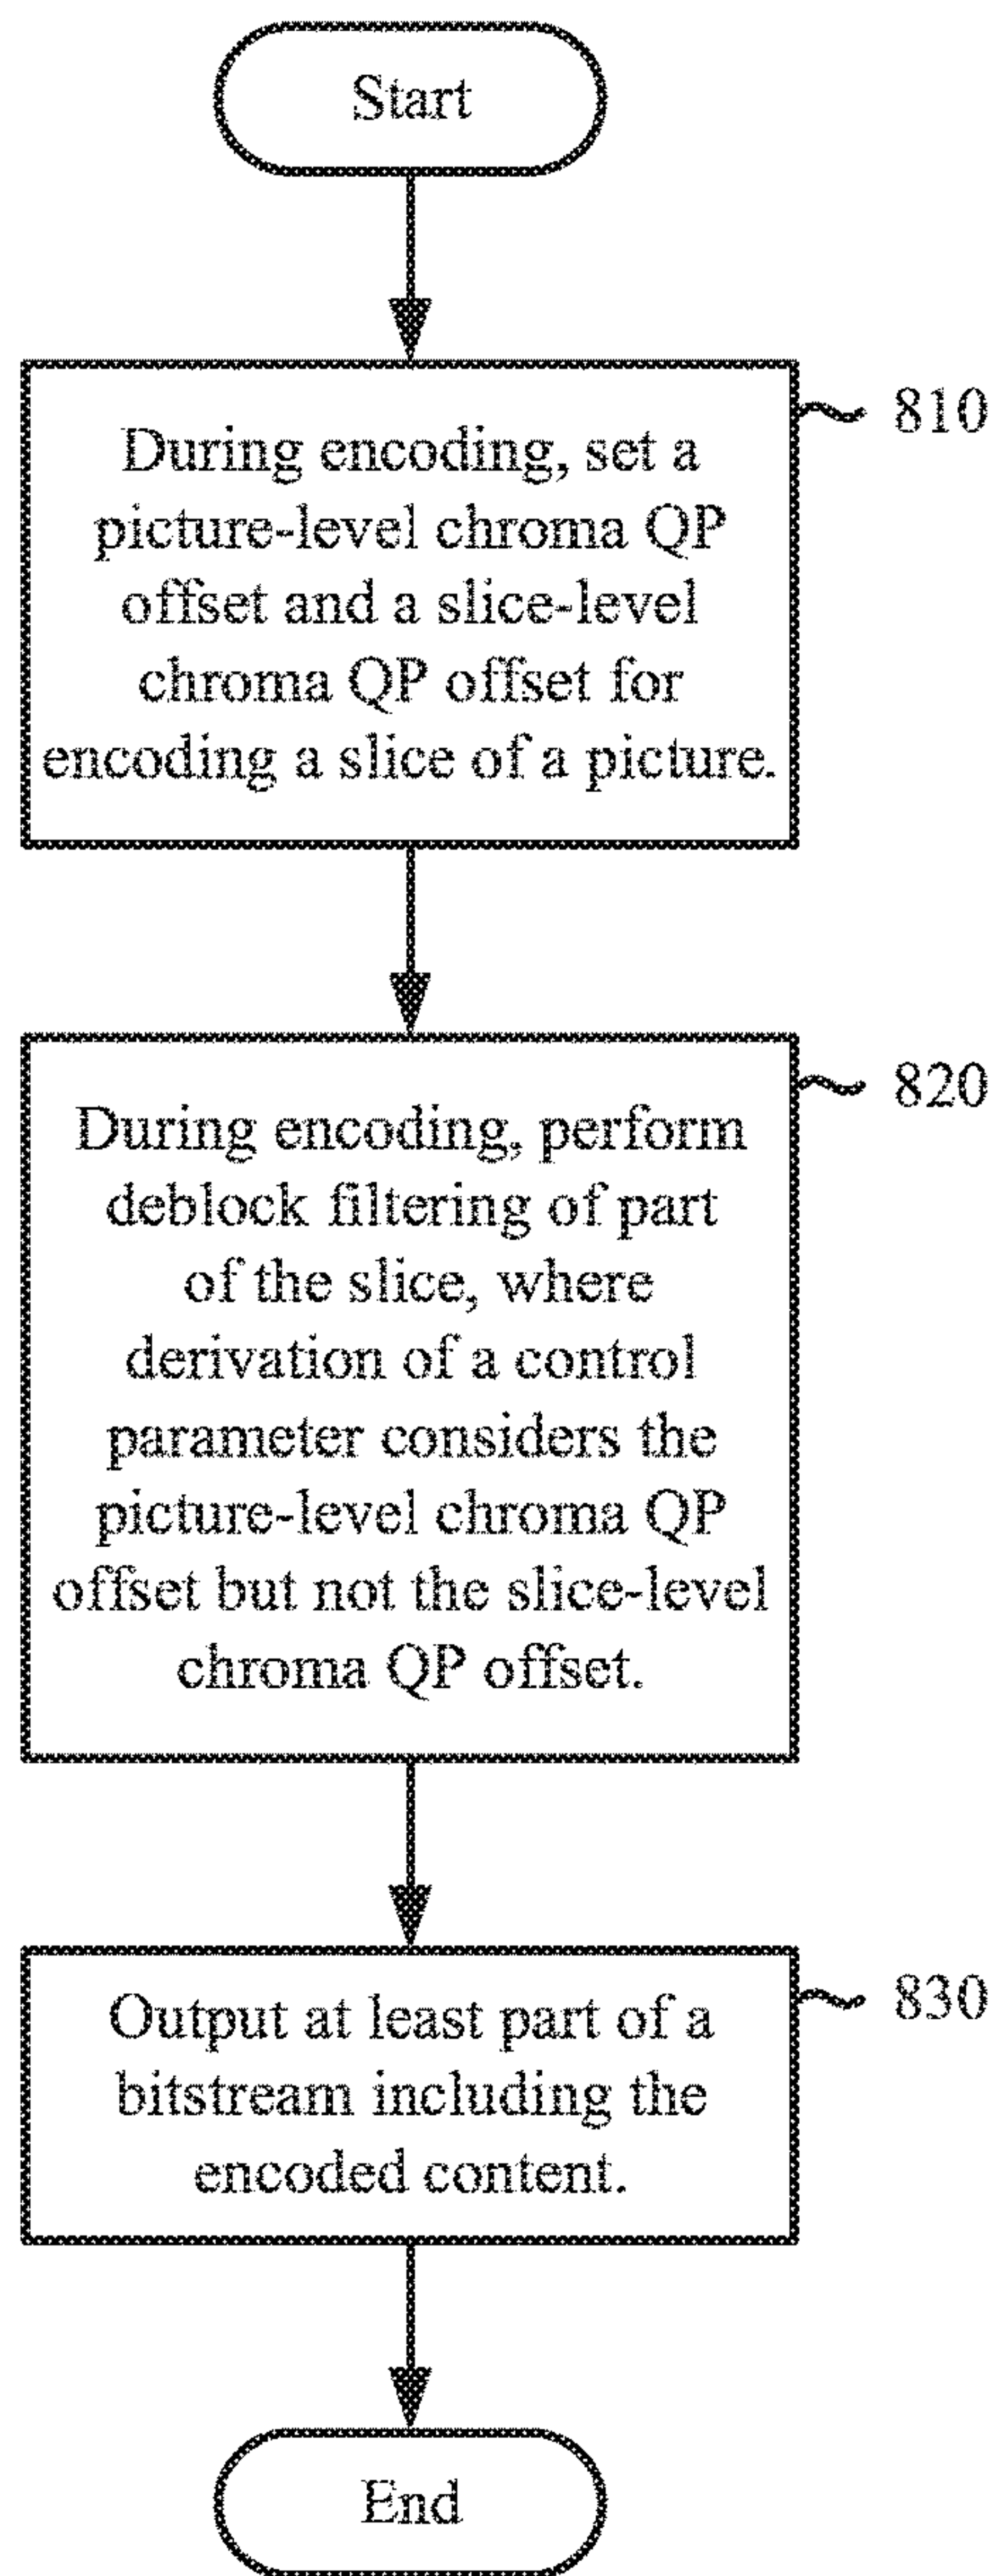 Start
During encoding, set a
picture-level chroma QP
offset and a slice-level
chroma QP offset for
encoding a slice of a picture.
810
During encoding, perform
deblock filtering of part
of the slice, where
derivation of a control
parameter considers the
picture-level chroma QP
offset but not the slice-level
chroma QP offset.
820
Output at least part of a
bitstream including the
encoded content.
830
End